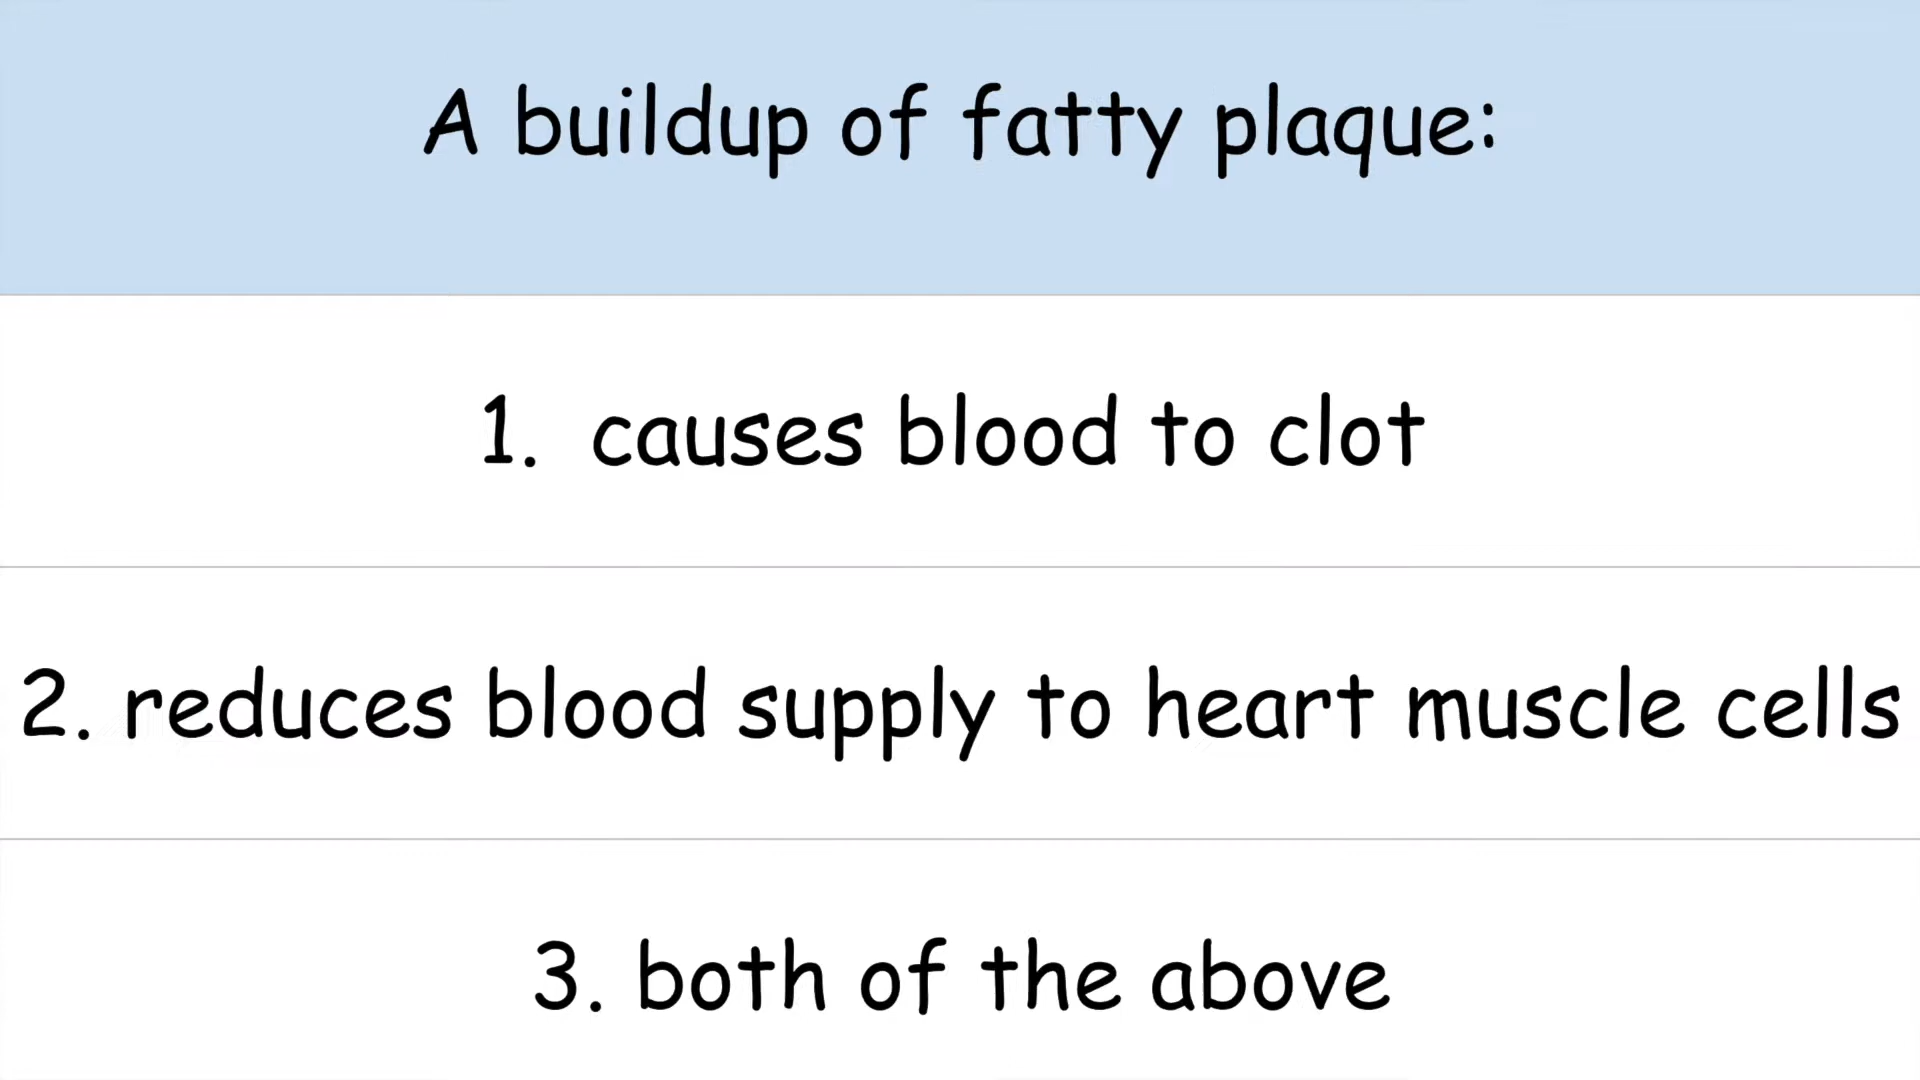 A buildup of fatty plaque:
1. causes blood to clot
2. reduces blood supply to heart muscle cells
3. both of the above